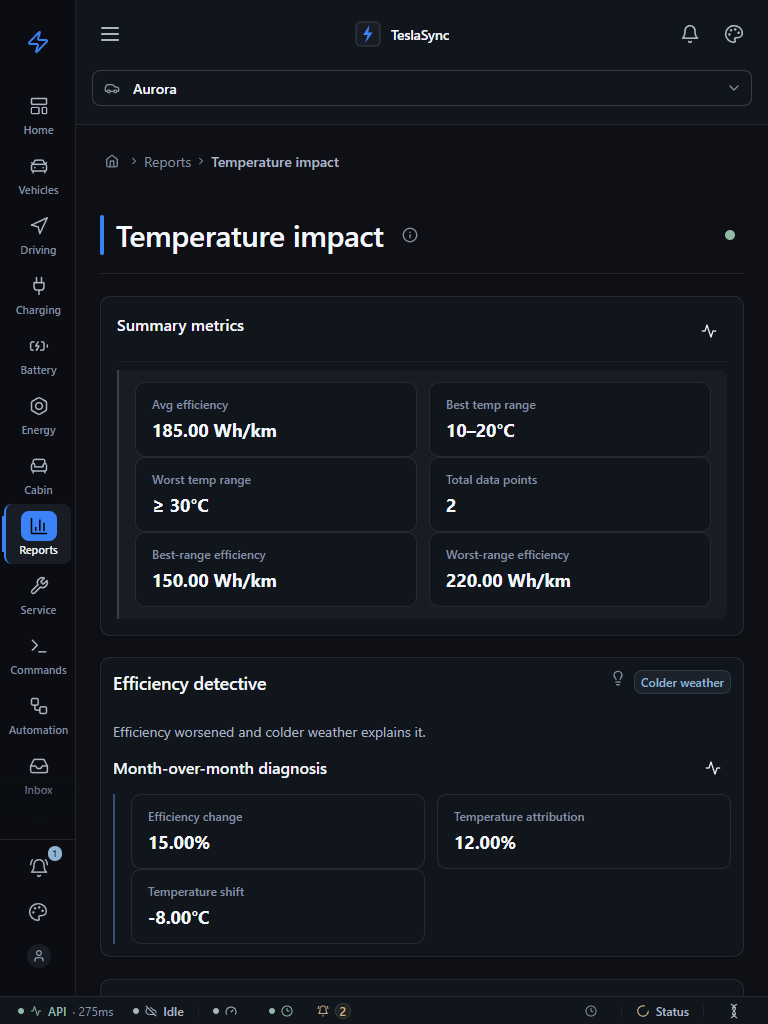 TeslaSync
Aurora
Home
Vehicles
Driving
Charging
Battery
Energy
Cabin
Reports
Service
Commands
Automation
Inbox
1
Reports > Temperature impact
Temperature impact
Summary metrics
Avg efficiency
185.00 Wh/km
Best temp range
10–20°C
Worst temp range
≥ 30°C
Total data points
2
Best-range efficiency
150.00 Wh/km
Worst-range efficiency
220.00 Wh/km
Efficiency detective
Colder weather
Efficiency worsened and colder weather explains it.
Month-over-month diagnosis
Efficiency change
15.00%
Temperature attribution
12.00%
Temperature shift
-8.00°C
API · 275ms
Idle
2
Status